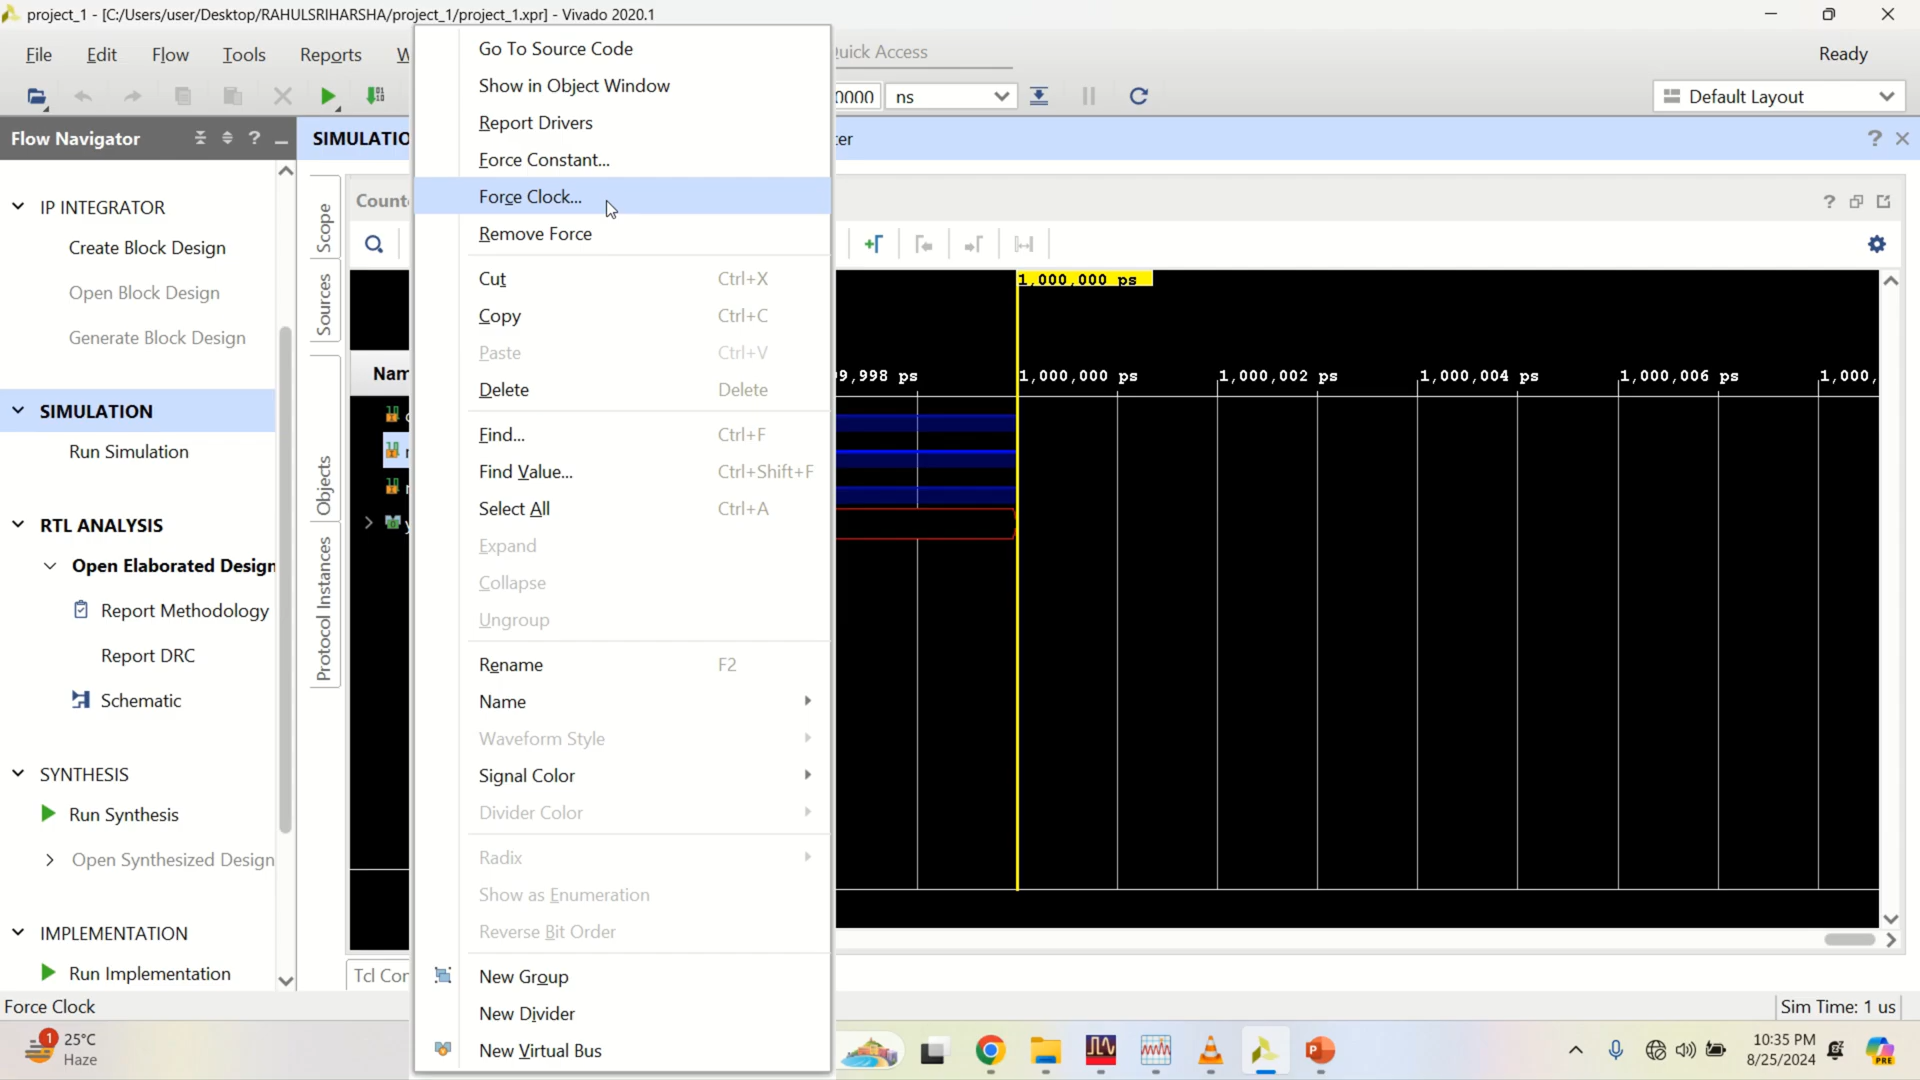 project_1 - [C:/Users/user/Desktop/RAHULSRIHARSHA/project_1/project_1.xpr] - Vivado 2020.1
File Edit Flow Tools Reports W
uick Access
Ready
0000 ns
Default Layout
Flow Navigator
SIMULATIO
er
IP INTEGRATOR
Create Block Design
Open Block Design
Generate Block Design
SIMULATION
Run Simulation
RTL ANALYSIS
Open Elaborated Design
Report Methodology
Report DRC
Schematic
SYNTHESIS
Run Synthesis
Open Synthesized Design
IMPLEMENTATION
Run Implementation
Scope
Sources
Objects
Protocol Instances
Count
Nam
Tcl Con
Go To Source Code
Show in Object Window
Report Drivers
Force Constant...
Force Clock...
Remove Force
Cut Ctrl+X
Copy Ctrl+C
Paste Ctrl+V
Delete Delete
Find... Ctrl+F
Find Value... Ctrl+Shift+F
Select All Ctrl+A
Expand
Collapse
Ungroup
Rename F2
Name
Waveform Style
Signal Color
Divider Color
Radix
Show as Enumeration
Reverse Bit Order
New Group
New Divider
New Virtual Bus
1,000,000 ps
9,998 ps 1,000,000 ps 1,000,002 ps 1,000,004 ps 1,000,006 ps 1,000,
Force Clock
Sim Time: 1 us
1
25°C
Haze
10:35 PM
8/25/2024
PRE